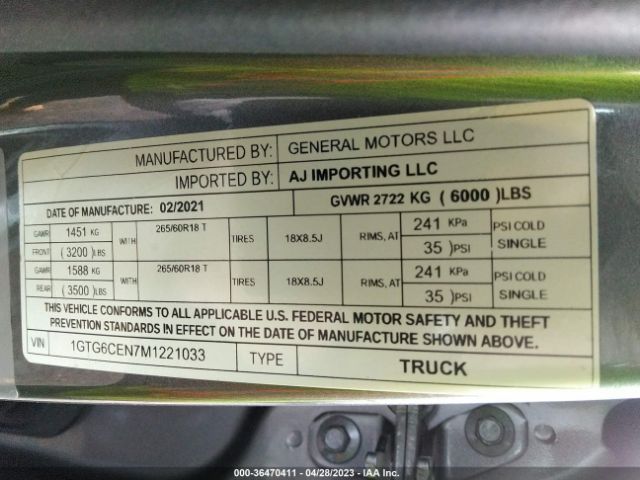 MANUFACTURED BY: GENERAL MOTORS LLC
IMPORTED BY: AJ IMPORTING LLC
DATE OF MANUFACTURE: 02/2021 GVWR 2722 KG ( 6000 )LBS
GAWR 1451 KG WITH 265/60R18 T TIRES 18X8.5J RIMS, AT 241 KPa PSI COLD
FRONT ( 3200 )LBS 35 )PSI SINGLE
GAWR 1588 KG WITH 265/60R18 T TIRES 18X8.5J RIMS, AT 241 KPa PSI COLD
REAR (3500)LBS 35 )PSI SINGLE
THIS VEHICLE CONFORMS TO ALL APPLICABLE U.S. FEDERAL MOTOR SAFETY AND THEFT
PREVENTION STANDARDS IN EFFECT ON THE DATE OF MANUFACTURE SHOWN ABOVE.
VIN 1GTG6CEN7M1221033 TYPE TRUCK
000-36470411 - 04/28/2023 - IAA Inc.